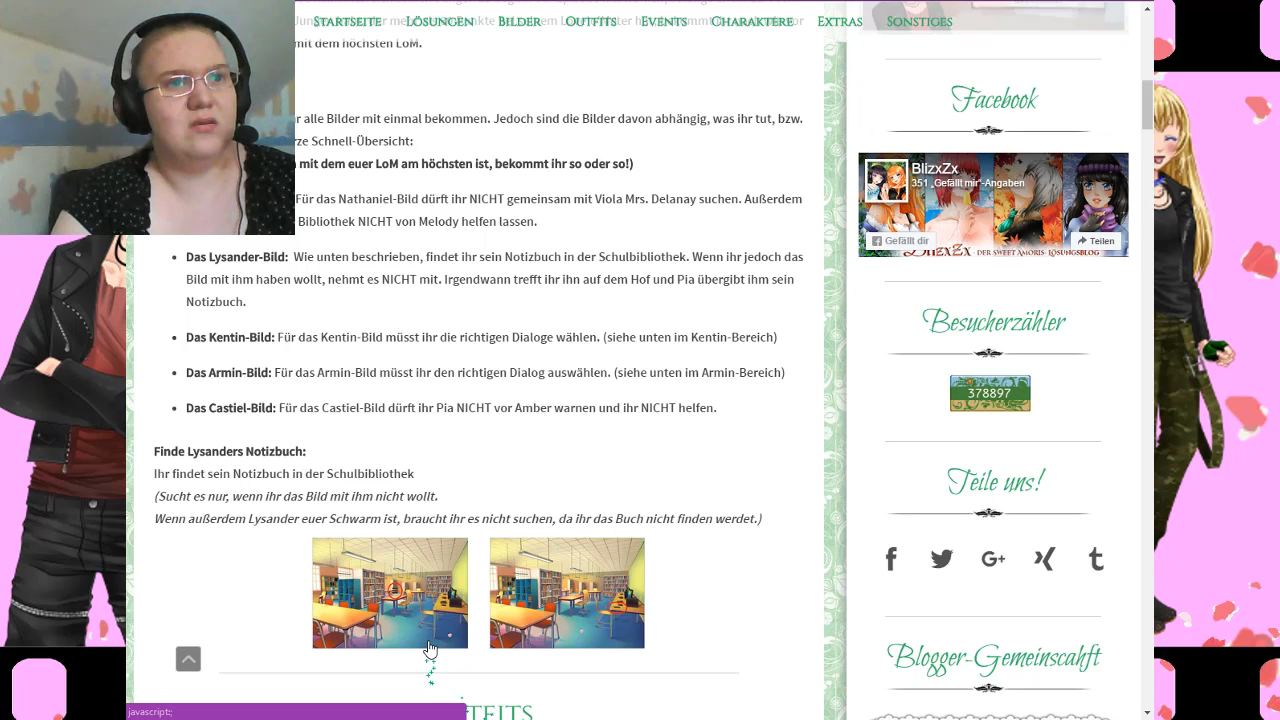 STARTSEITE LÖSUNGEN BILDER OUTFITS EVENTS CHARAKTERE EXTRAS SONSTIGES
mit dem höchsten LoM.
r alle Bilder mit einmal bekommen. Jedoch sind die Bilder davon abhängig, was ihr tut, bzw.
rze Schnell-Übersicht:
mit dem euer LoM am höchsten ist, bekommt ihr so oder so!)
Für das Nathaniel-Bild dürft ihr NICHT gemeinsam mit Viola Mrs. Delanay suchen. Außerdem
Bibliothek NICHT von Melody helfen lassen.
• Das Lysander-Bild: Wie unten beschrieben, findet ihr sein Notizbuch in der Schulbibliothek. Wenn ihr jedoch das
Bild mit ihm haben wollt, nehmt es NICHT mit. Irgendwann trefft ihr ihn auf dem Hof und Pia übergibt ihm sein
Notizbuch.
• Das Kentin-Bild: Für das Kentin-Bild müsst ihr die richtigen Dialoge wählen. (siehe unten im Kentin-Bereich)
• Das Armin-Bild: Für das Armin-Bild müsst ihr den richtigen Dialog auswählen. (siehe unten im Armin-Bereich)
• Das Castiel-Bild: Für das Castiel-Bild dürft ihr Pia NICHT vor Amber warnen und ihr NICHT helfen.
Finde Lysanders Notizbuch:
Ihr findet sein Notizbuch in der Schulbibliothek
(Sucht es nur, wenn ihr das Bild mit ihm nicht wollt.
Wenn außerdem Lysander euer Schwarm ist, braucht ihr es nicht suchen, da ihr das Buch nicht finden werdet.)
TFITS
javascript:;
Facebook
BlizxZx
351 „Gefällt mir“-Angaben
Gefällt dir
Teilen
BlizxZx - DER SWEET AMORIS-LÖSUNGSBLOG
Besucherzähler
378897
Teile uns!
Blogger-Gemeinscahft